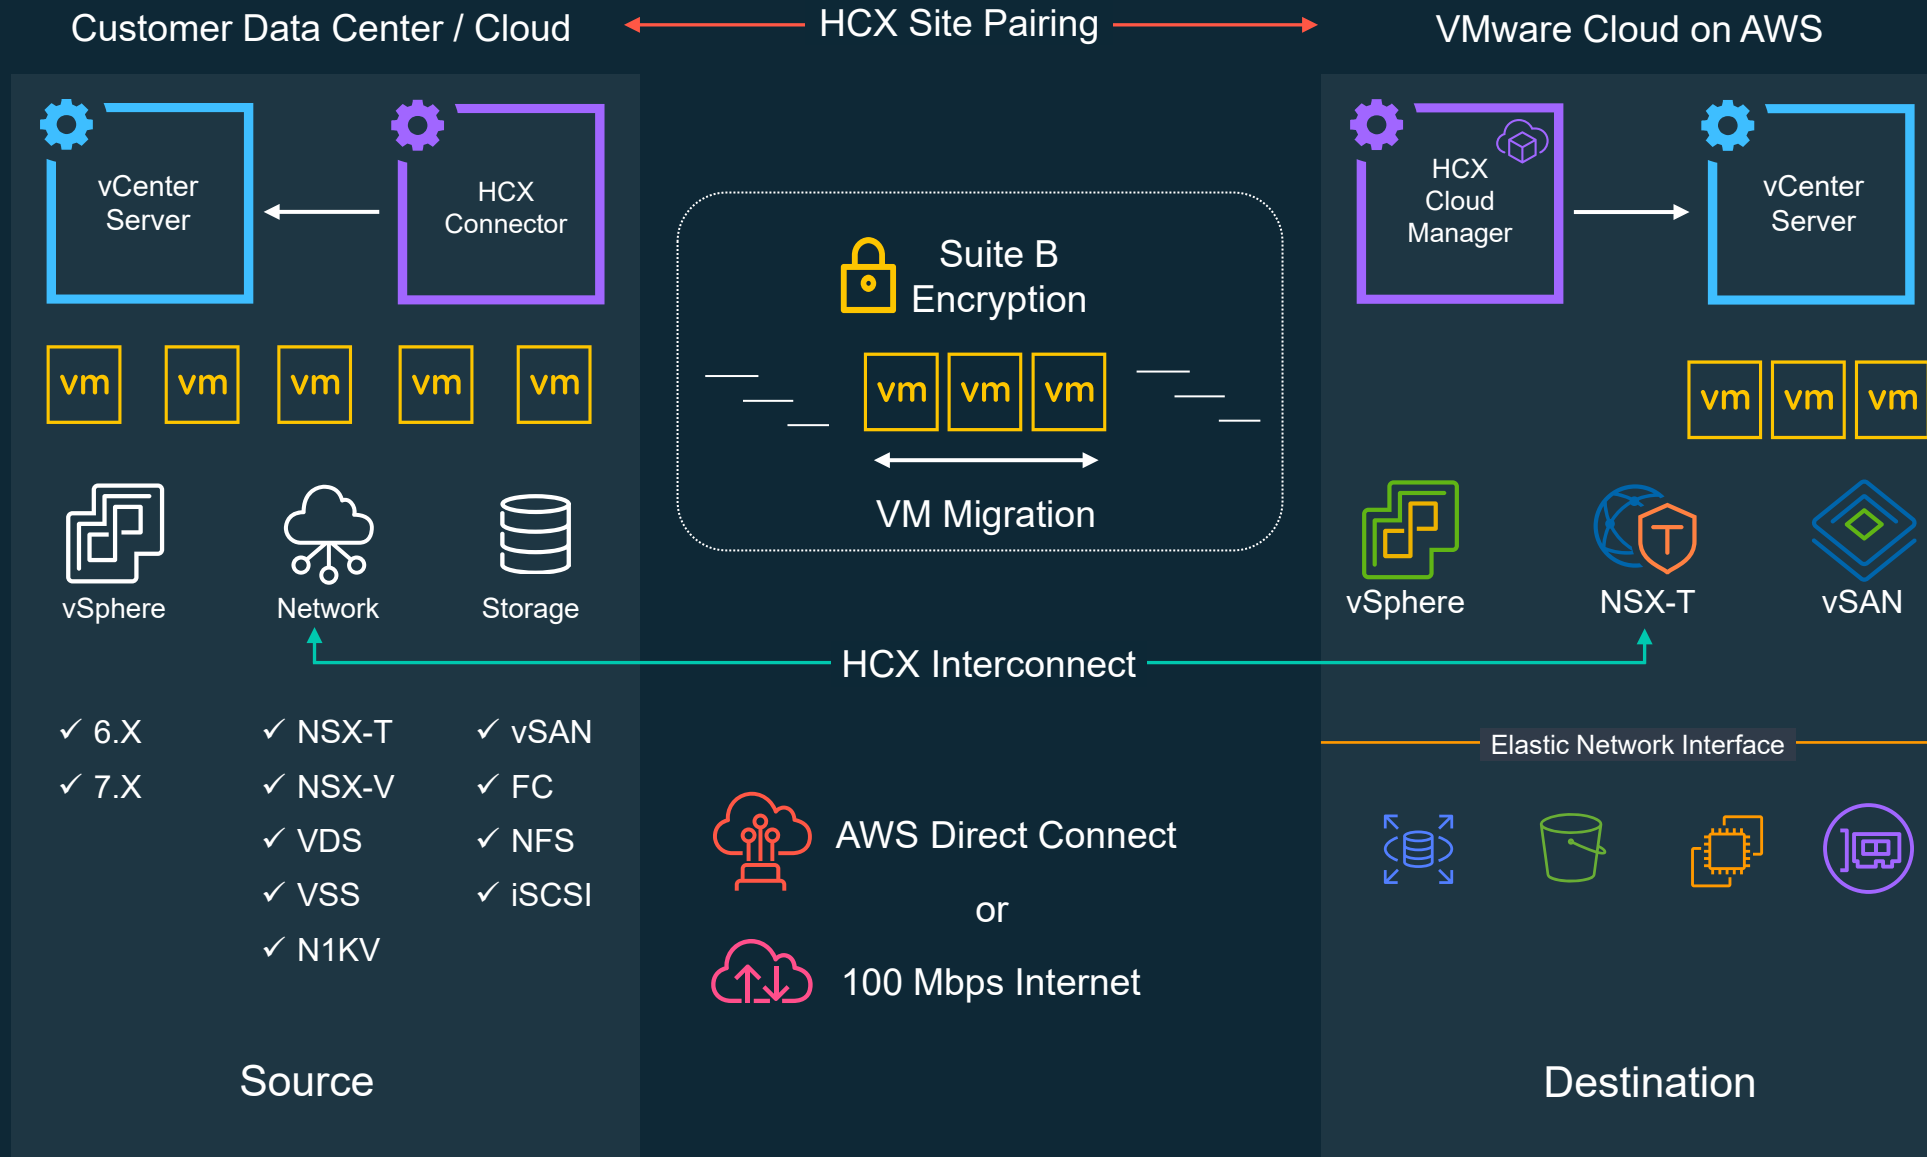 Customer Data Center / Cloud
HCX Site Pairing
VMware Cloud on AWS
vCenter
Server
HCX
Connector
HCX
Cloud
Manager
vCenter
Server
Suite B
Encryption
vm
vm
vm
vm
vm
vm
vm
vm
vm
vm
vm
VM Migration
vSphere
Network
Storage
T
vSphere
NSX-T
vSAN
HCX Interconnect
✓ 6.X
✓ 7.X
✓ NSX-T
✓ NSX-V
✓ VDS
✓ VSS
✓ N1KV
✓ vSAN
✓ FC
✓ NFS
✓ iSCSI
Elastic Network Interface
AWS Direct Connect
or
100 Mbps Internet
Source
Destination